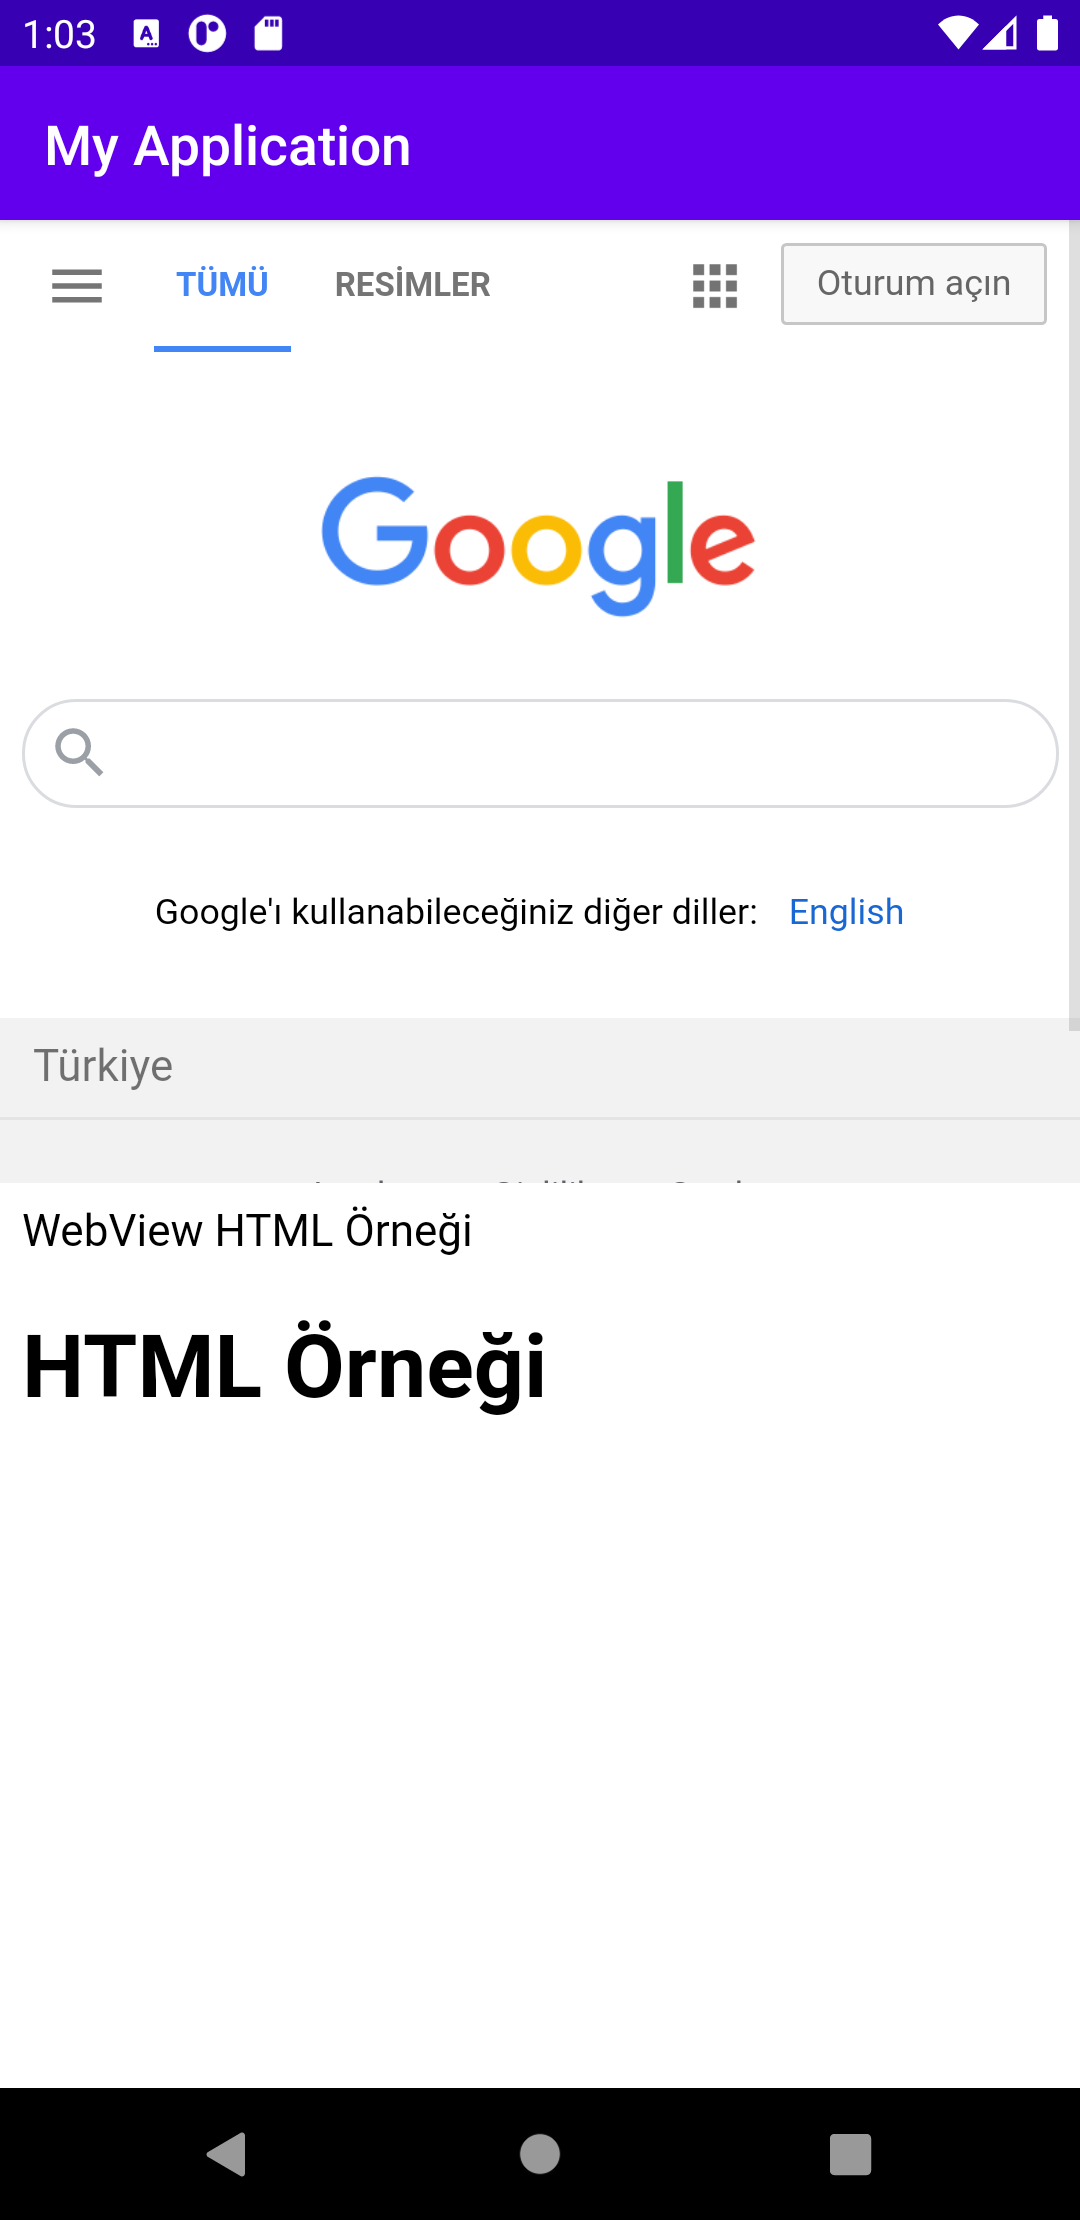 1:03
My Application
TÜMÜ RESİMLER Oturum açın
Google
Google'ı kullanabileceğiniz diğer diller: English
Türkiye
WebView HTML Örneği
HTML Örneği